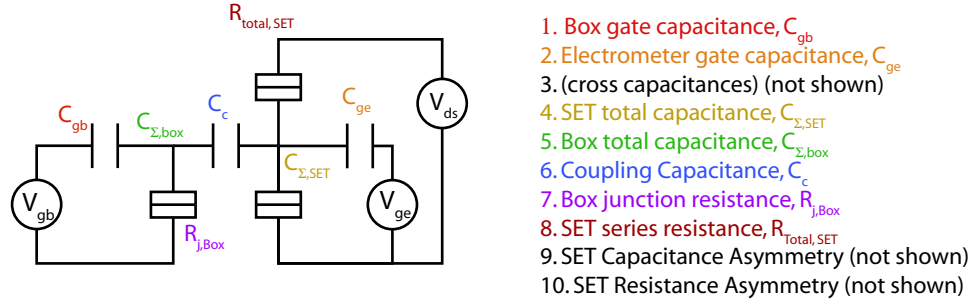 R_total, SET
C_gb
C_Σ,box
C_c
C_ge
V_ds
C_Σ,SET
V_gb
R_j,Box
V_ge
1. Box gate capacitance, C_gb
2. Electrometer gate capacitance, C_ge
3. (cross capacitances) (not shown)
4. SET total capacitance, C_Σ,SET
5. Box total capacitance, C_Σ,box
6. Coupling Capacitance, C_c
7. Box junction resistance, R_j,Box
8. SET series resistance, R_Total, SET
9. SET Capacitance Asymmetry (not shown)
10. SET Resistance Asymmetry (not shown)